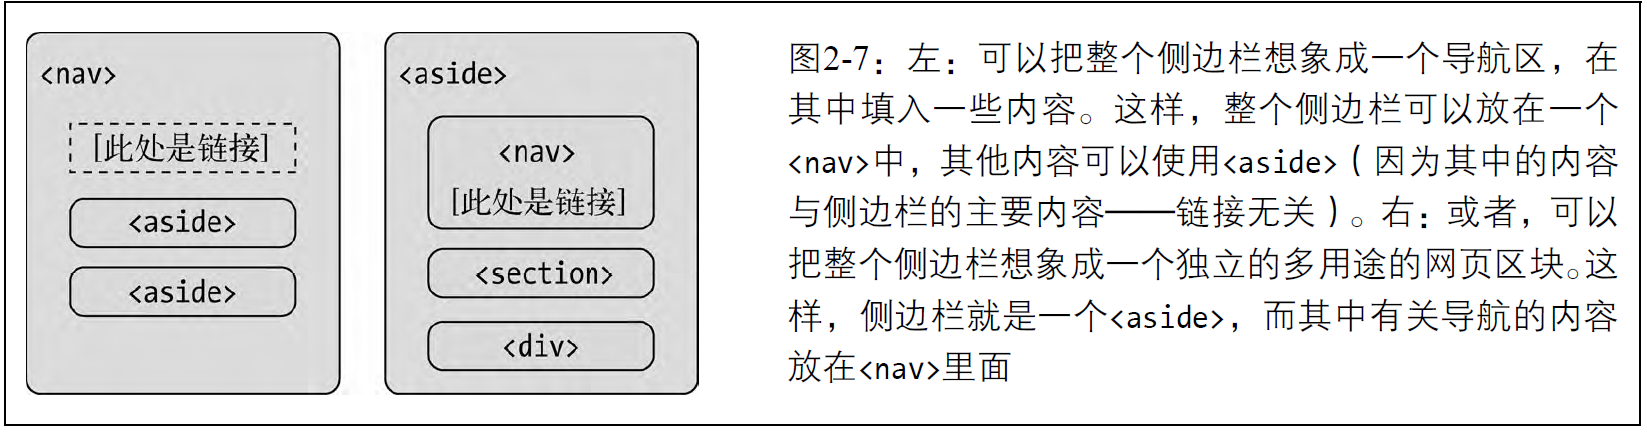 <nav>
[此处是链接]
<aside>
<aside>
<aside>
<nav>
[此处是链接]
<section>
<div>
图2-7：左：可以把整个侧边栏想象成一个导航区，在
其中填入一些内容。这样，整个侧边栏可以放在一个
<nav>中，其他内容可以使用<aside>（因为其中的内容
与侧边栏的主要内容——链接无关）。右：或者，可以
把整个侧边栏想象成一个独立的多用途的网页区块。这
样，侧边栏就是一个<aside>，而其中有关导航的内容
放在<nav>里面